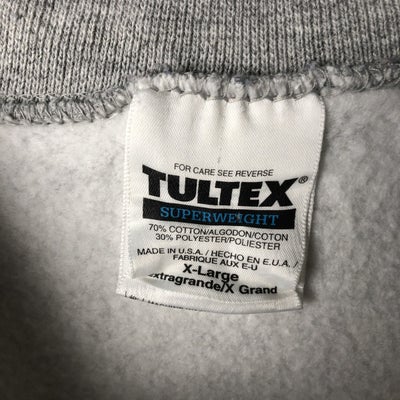 FOR CARE SEE REVERSE
TULTEX®
SUPERWEIGHT
70% COTTON/ALGODON/COTON
30% POLYESTER/POLIESTER
MADE IN U.S.A. / HECHO EN E.U.A. /
FABRIQUE AUX E-U
X-Large
Extragrande/X Grand